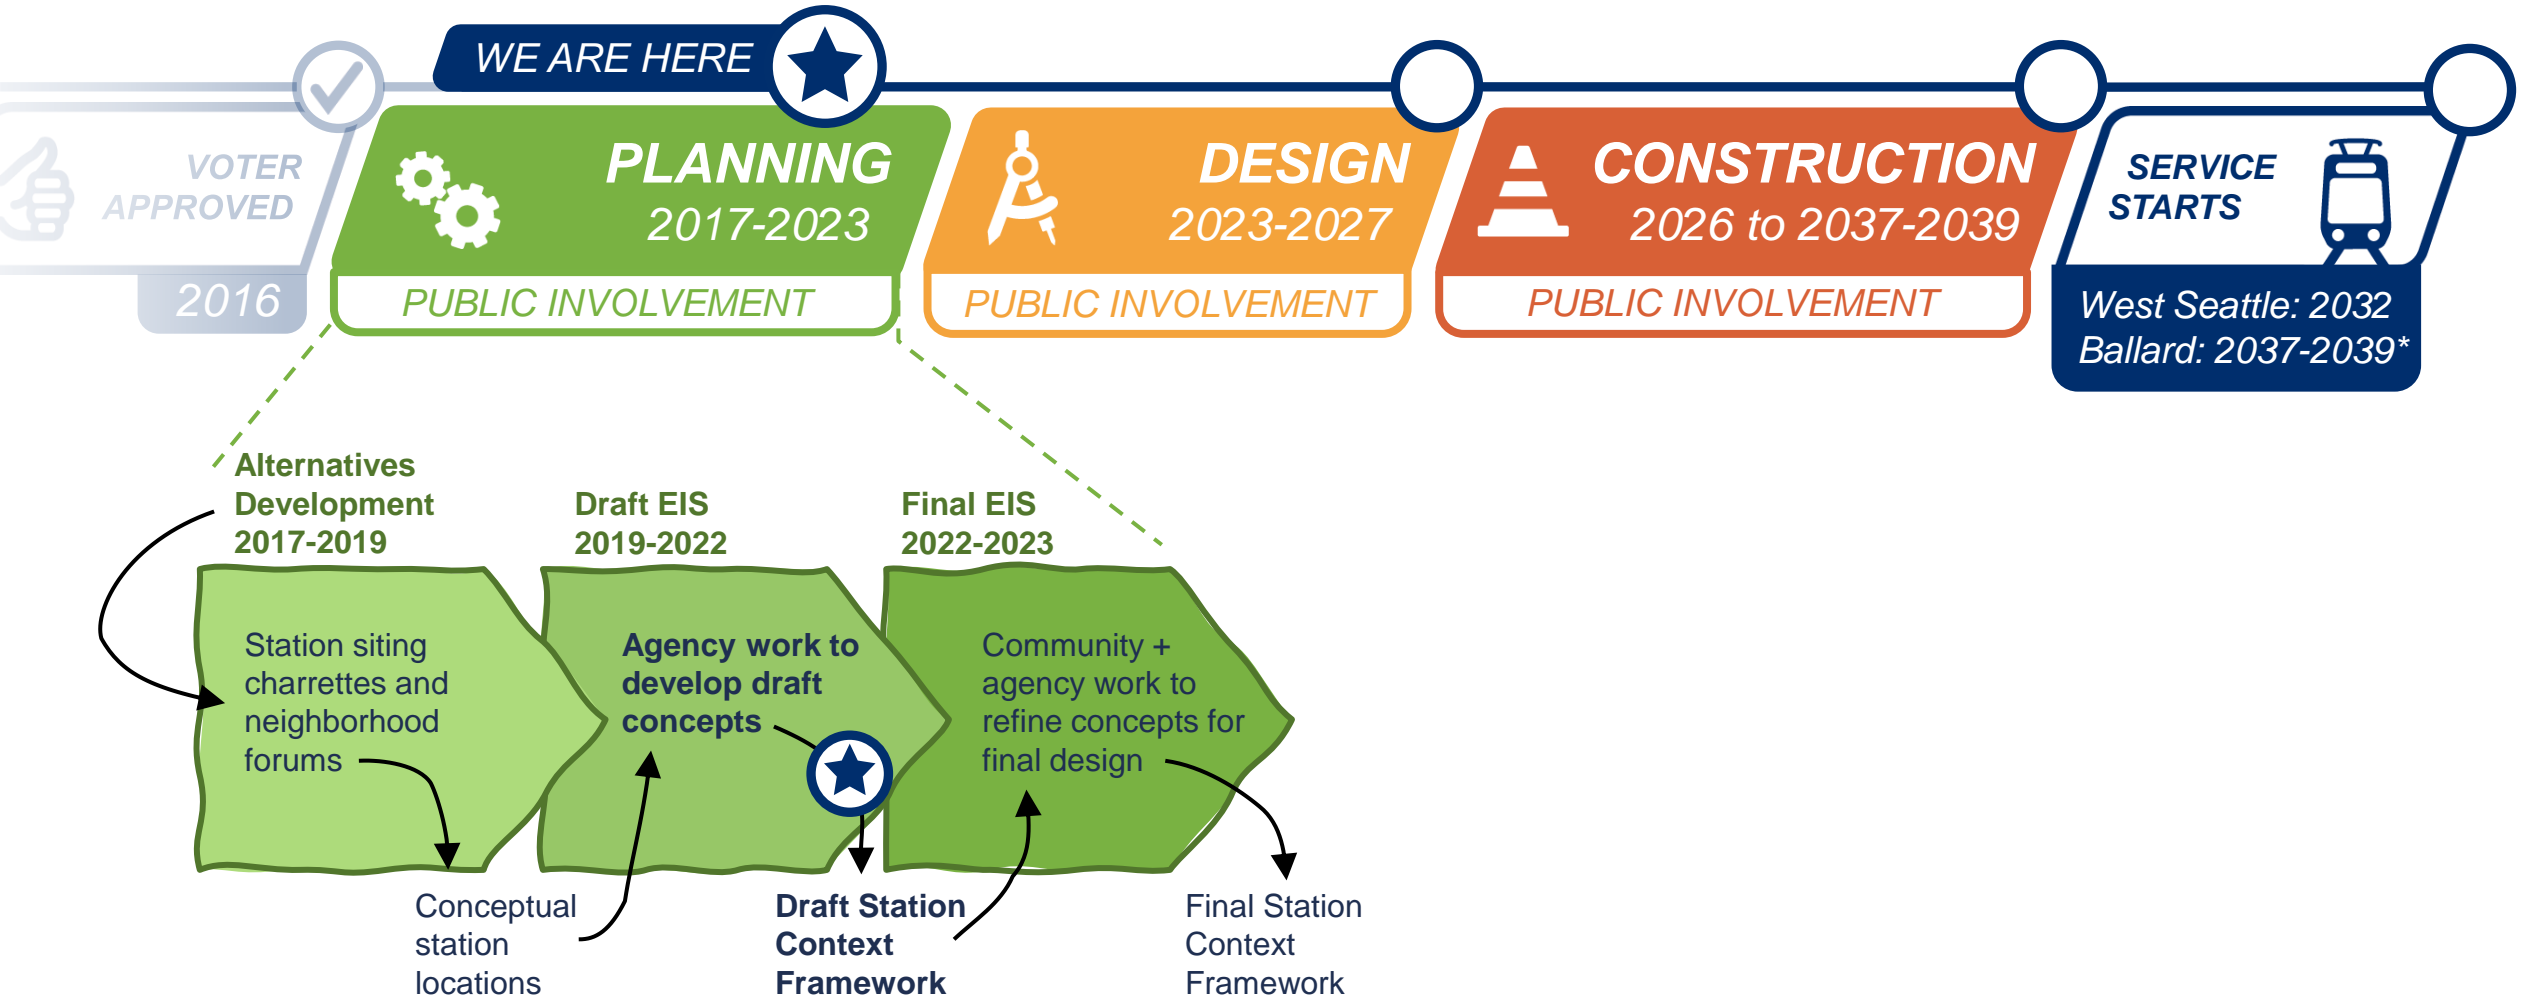 WE ARE HERE
VOTER
APPROVED
2016
PLANNING
2017-2023
PUBLIC INVOLVEMENT
DESIGN
2023-2027
PUBLIC INVOLVEMENT
CONSTRUCTION
2026 to 2037-2039
PUBLIC INVOLVEMENT
SERVICE
STARTS
West Seattle: 2032
Ballard: 2037-2039*
Alternatives
Development
2017-2019
Draft EIS
2019-2022
Final EIS
2022-2023
Station siting
charrettes and
neighborhood
forums
Agency work to
develop draft
concepts
Community +
agency work to
refine concepts for
final design
Conceptual
station
locations
Draft Station
Context
Framework
Final Station
Context
Framework